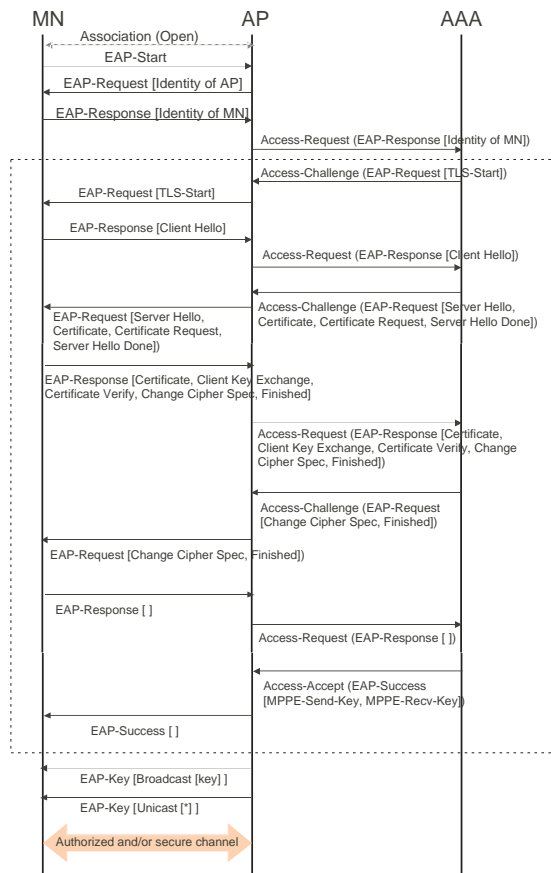 MN AP AAA
Association (Open)
EAP-Start
EAP-Request [Identity of AP]
EAP-Response [Identity of MN]
Access-Request (EAP-Response [Identity of MN])
Access-Challenge (EAP-Request [TLS-Start])
EAP-Request [TLS-Start]
EAP-Response [Client Hello]
Access-Request (EAP-Response [Client Hello])
Access-Challenge (EAP-Request [Server Hello,
Certificate, Certificate Request, Server Hello Done])
EAP-Request [Server Hello,
Certificate, Certificate Request,
Server Hello Done])
EAP-Response [Certificate, Client Key Exchange,
Certificate Verify, Change Cipher Spec, Finished]
Access-Request (EAP-Response [Certificate,
Client Key Exchange, Certificate Verify, Change
Cipher Spec, Finished])
Access-Challenge (EAP-Request
[Change Cipher Spec, Finished])
EAP-Request [Change Cipher Spec, Finished])
EAP-Response [ ]
Access-Request (EAP-Response [ ])
Access-Accept (EAP-Success
[MPPE-Send-Key, MPPE-Recv-Key])
EAP-Success [ ]
EAP-Key [Broadcast [key] ]
EAP-Key [Unicast [*] ]
Authorized and/or secure channel